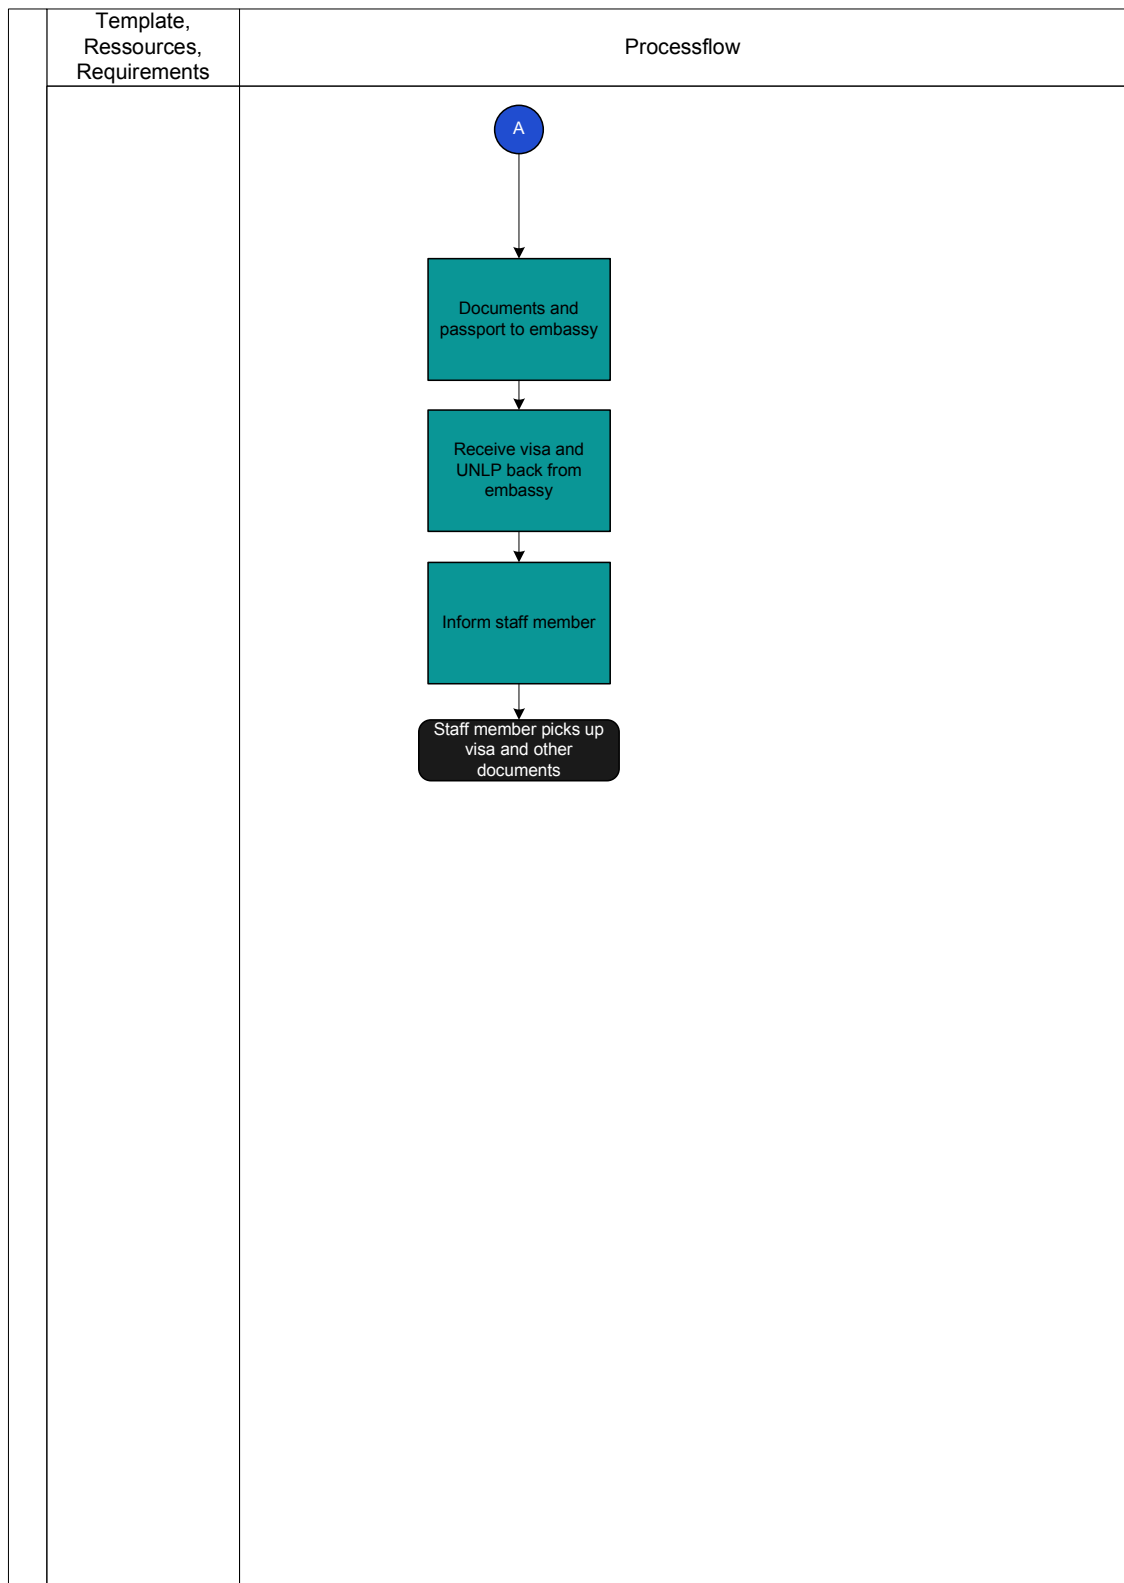 Template,
Ressources,
Requirements
Processflow
A
Documents and
passport to embassy
Receive visa and
UNLP back from
embassy
Inform staff member
Staff member picks up
visa and other
documents